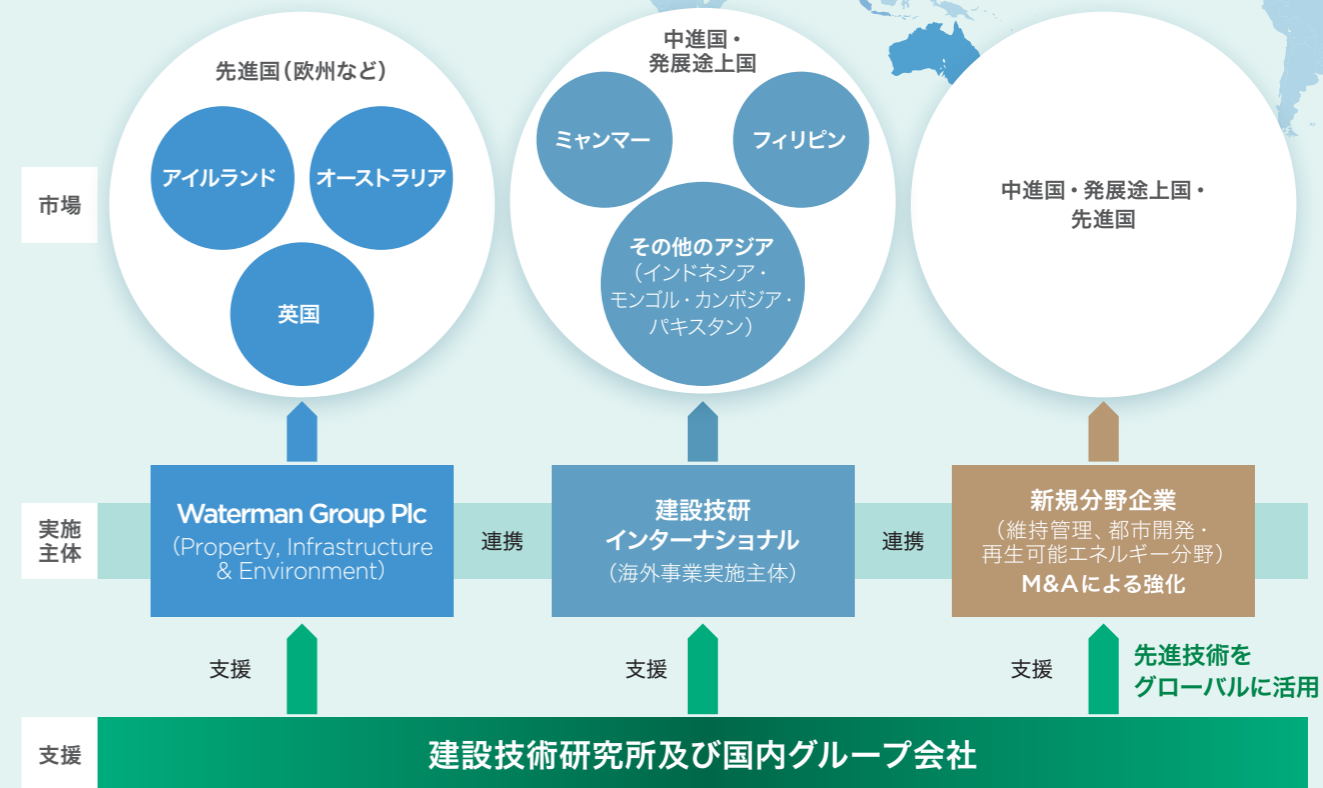 市場
先進国(欧州など)
アイルランド
オーストラリア
英国
中進国・
発展途上国
ミャンマー
フィリピン
その他のアジア
(インドネシア・
モンゴル・カンボジア・
パキスタン)
中進国・発展途上国・
先進国
実施
主体
Waterman Group Plc
(Property, Infrastructure
& Environment)
連携
建設技研
インターナショナル
(海外事業実施主体)
連携
新規分野企業
(維持管理、都市開発・
再生可能エネルギー分野)
M&Aによる強化
支援
支援
支援
先進技術を
グローバルに活用
支援
建設技術研究所及び国内グループ会社